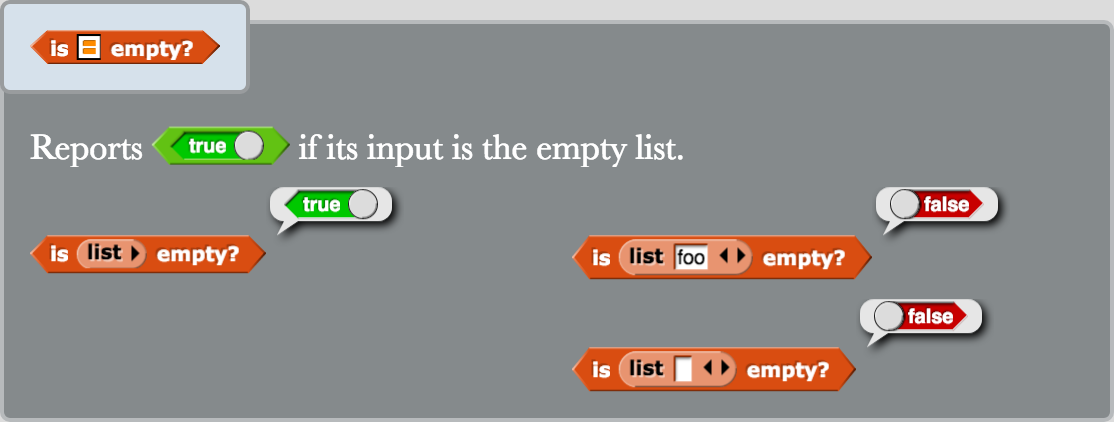 is empty?
Reports true if its input is the empty list.
true
is list empty?
false
is list foo empty?
false
is list empty?